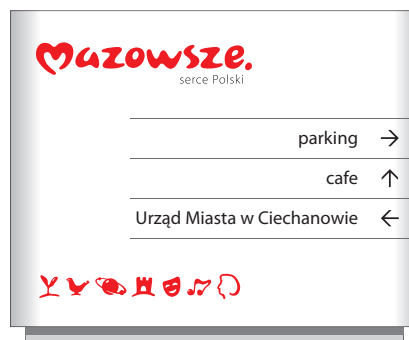 Mazowsze.
serce Polski
parking →
cafe ↑
Urząd Miasta w Ciechanowie ←